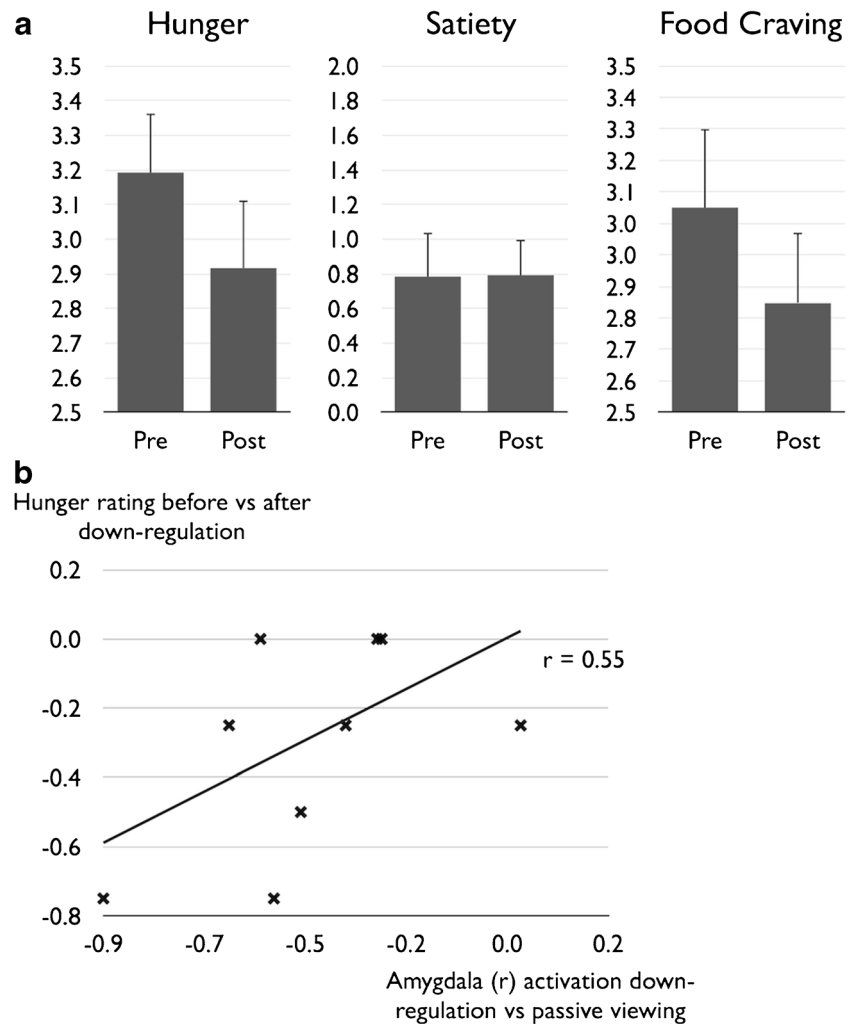 a
Hunger
3.5
3.4
3.3
3.2
3.1
3.0
2.9
2.8
2.7
2.6
2.5
Pre Post
Satiety
2.0
1.8
1.6
1.4
1.2
1.0
0.8
0.6
0.4
0.2
0.0
Pre Post
Food Craving
3.5
3.4
3.3
3.2
3.1
3.0
3.0
2.9
2.8
2.7
2.6
2.5
Pre Post
b
Hunger rating before vs after
down-regulation
0.2
0.0
-0.2
-0.4
-0.6
-0.8
r = 0.55
-0.9 -0.7 -0.5 -0.2 0.0 0.2
Amygdala (r) activation down-
regulation vs passive viewing